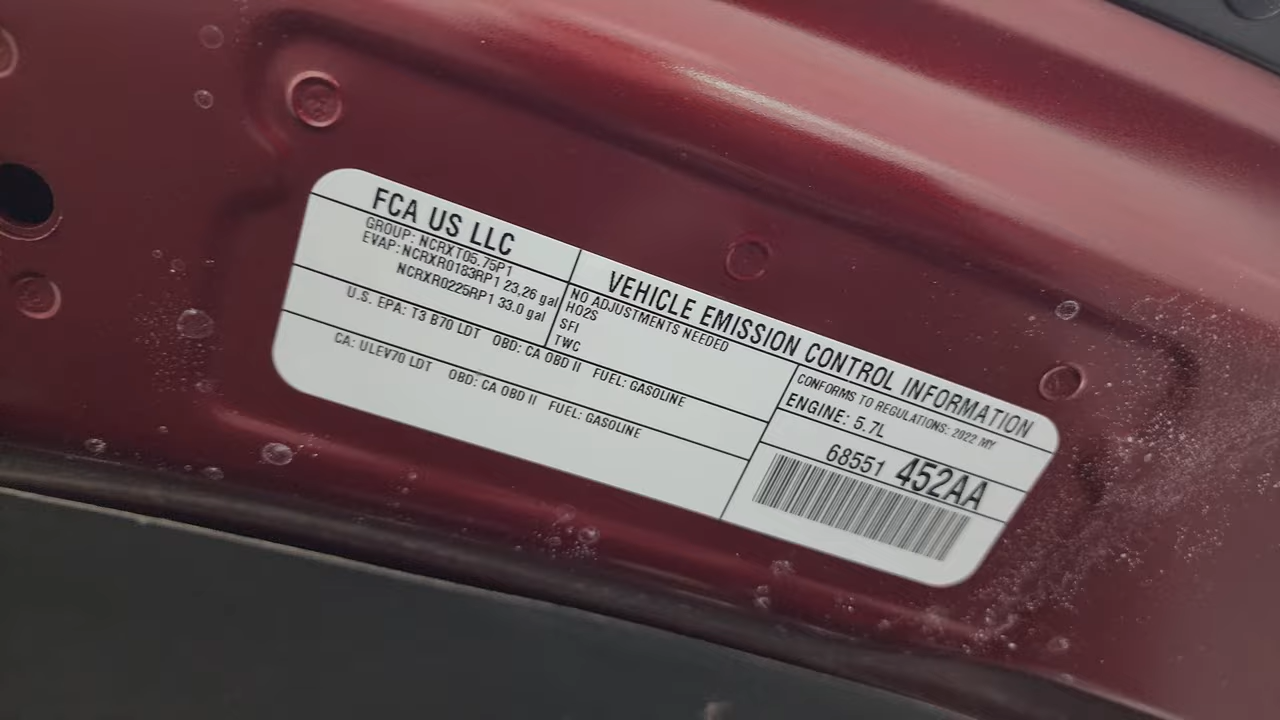 FCA US LLC
GROUP: NCRXT05.75P1
EVAP: NCRXR0183RP1 23,26 gal
NCRXR0225RP1 33.0 gal
VEHICLE EMISSION CONTROL INFORMATION
NO ADJUSTMENTS NEEDED
HO2S
SFI
TWC
CONFORMS TO REGULATIONS: 2022 MY
ENGINE: 5.7L
U.S. EPA: T3 B70 LDT OBD: CA OBD II FUEL: GASOLINE
CA: ULEV70 LDT OBD: CA OBD II FUEL: GASOLINE
68551 452AA